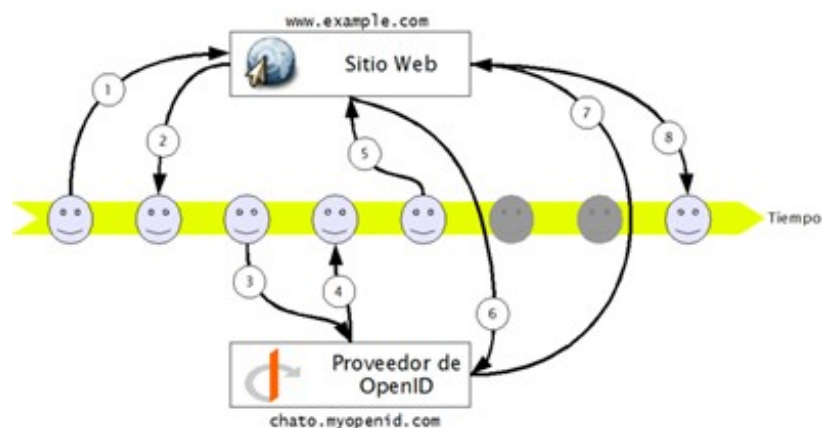 www.example.com
Sitio Web
1
2
3
4
5
6
7
8
Tiempo
Proveedor de
OpenID
chato.myopenid.com